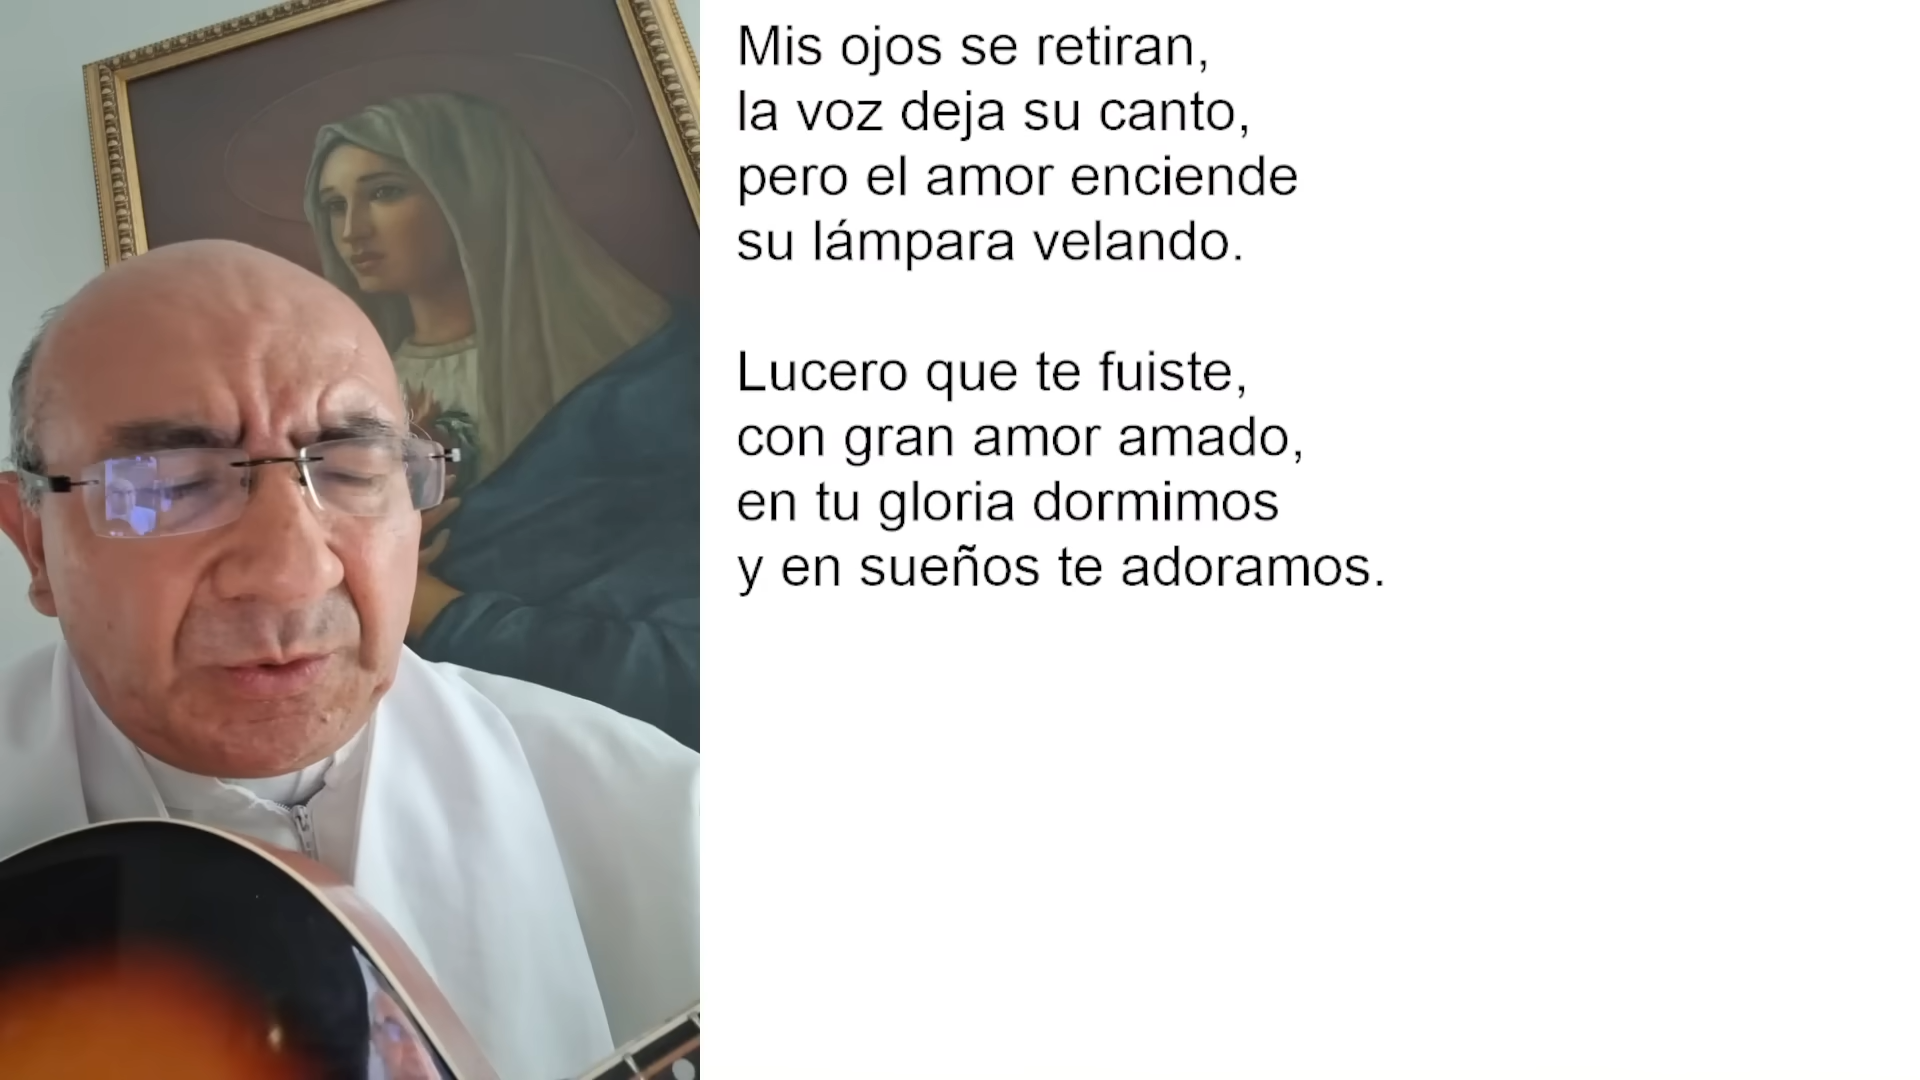 Mis ojos se retiran,
la voz deja su canto,
pero el amor enciende
su lámpara velando.
Lucero que te fuiste,
con gran amor amado,
en tu gloria dormimos
y en sueños te adoramos.